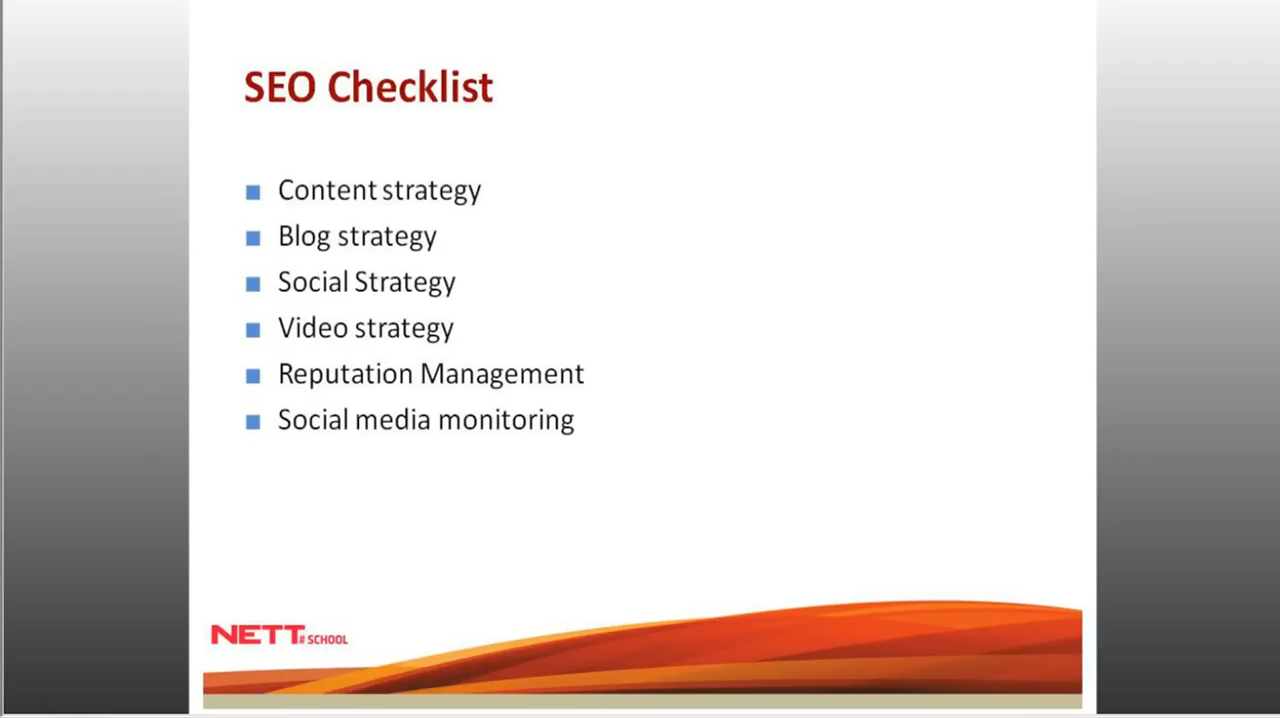 SEO Checklist
Content strategy
Blog strategy
Social Strategy
Video strategy
Reputation Management
Social media monitoring
NETT# SCHOOL